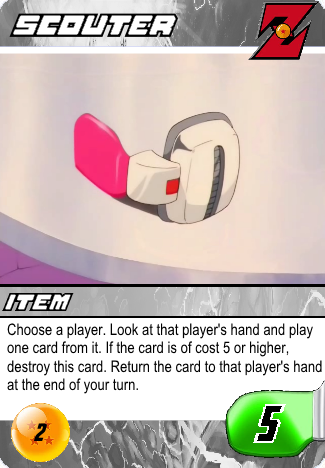 SCOUTER
Z
ITEM
Choose a player. Look at that player's hand and play
one card from it. If the card is of cost 5 or higher,
destroy this card. Return the card to that player's hand
at the end of your turn.
2
5